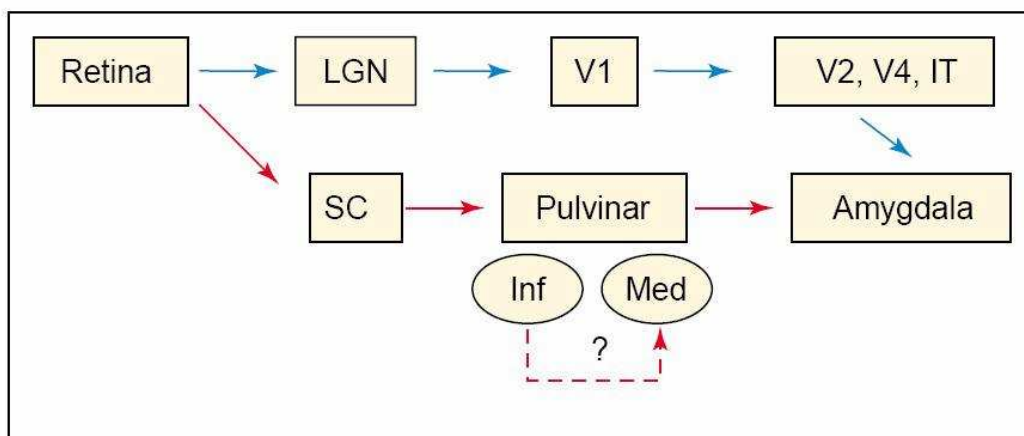 Retina
LGN
V1
V2, V4, IT
SC
Pulvinar
Amygdala
Inf
Med
?